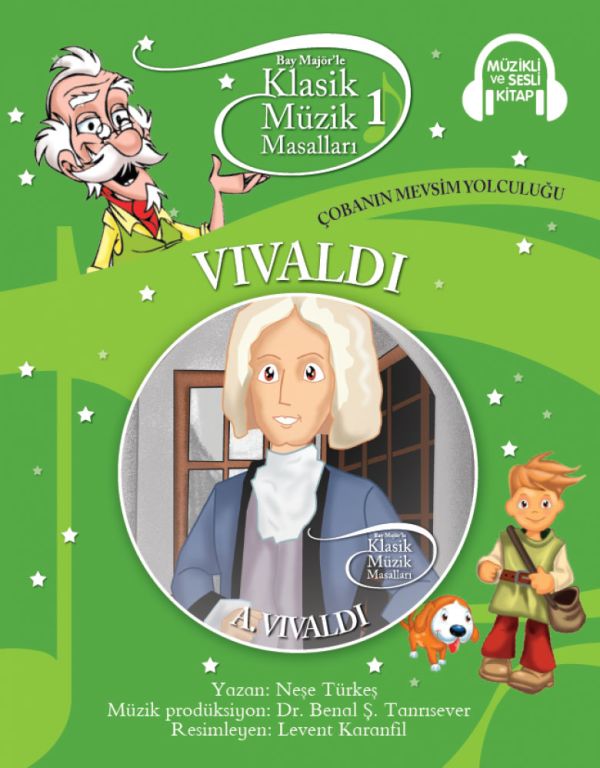 Bay Majör'le
Klasik
Müzik 1
Masalları
MÜZİKLİ
ve SESLİ
KİTAP
ÇOBANIN MEVSİM YOLCULUĞU
VIVALDI
Bay Majör'le
Klasik
Müzik
Masalları
A. VIVALDI
Yazan: Neşe Türkeş
Müzik prodüksiyon: Dr. Benal Ş. Tanrısever
Resimleyen: Levent Karanfil